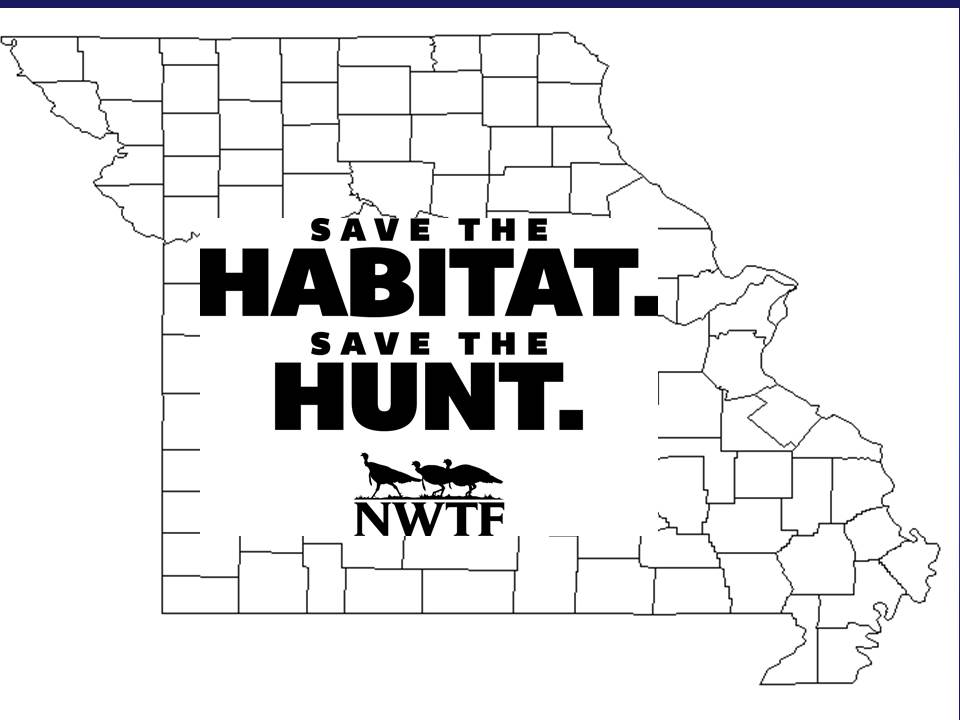 SAVE THE
HABITAT.
SAVE THE
HUNT.
NWTF